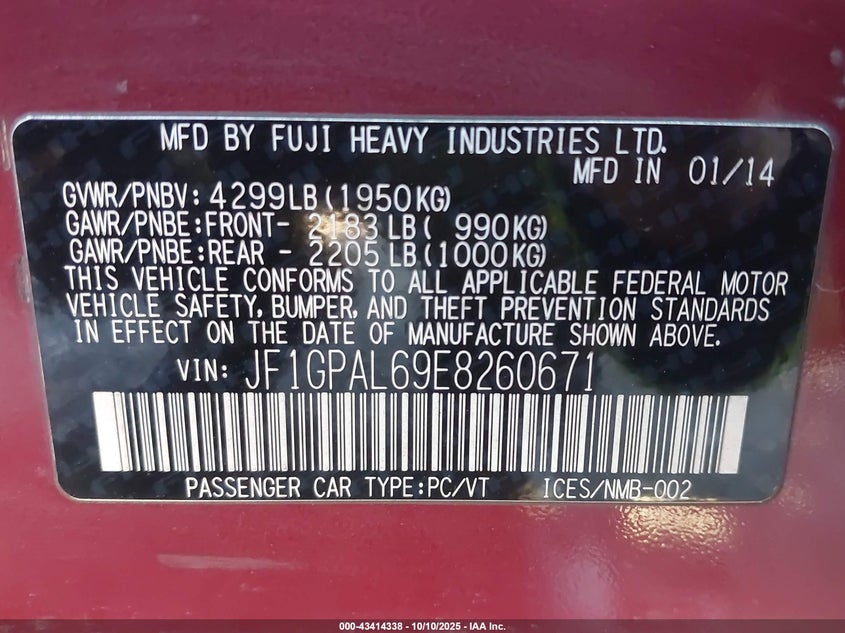 MFD BY FUJI HEAVY INDUSTRIES LTD.
MFD IN 01/14
GVWR/PNBV: 4299LB(1950KG)
GAWR/PNBE:FRONT- 2183LB( 990KG)
GAWR/PNBE:REAR - 2205LB(1000KG)
THIS VEHICLE CONFORMS TO ALL APPLICABLE FEDERAL MOTOR
VEHICLE SAFETY, BUMPER, AND THEFT PREVENTION STANDARDS
IN EFFECT ON THE DATE OF MANUFACTURE SHOWN ABOVE.
VIN: JF1GPAL69E8260671
PASSENGER CAR TYPE:PC/VT ICES/NMB-002
000-43414338 - 10/10/2025 - IAA Inc.